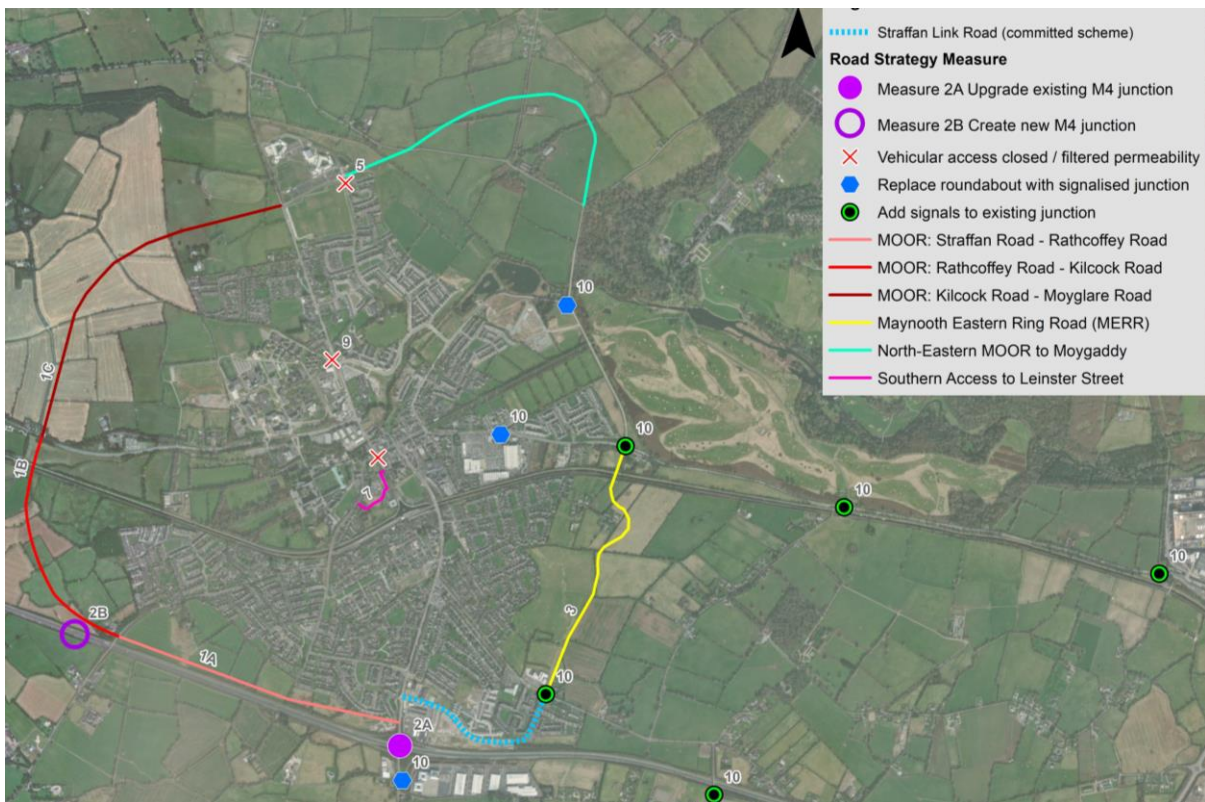 Straffan Link Road (committed scheme)
Road Strategy Measure
Measure 2A Upgrade existing M4 junction
Measure 2B Create new M4 junction
Vehicular access closed / filtered permeability
Replace roundabout with signalised junction
Add signals to existing junction
MOOR: Straffan Road - Rathcoffey Road
MOOR: Rathcoffey Road - Kilcock Road
MOOR: Kilcock Road - Moyglare Road
Maynooth Eastern Ring Road (MERR)
North-Eastern MOOR to Moygaddy
Southern Access to Leinster Street
5
10
9
1C
10
10
1B
7
10
10
3
2B
1A
10
2A
10
10